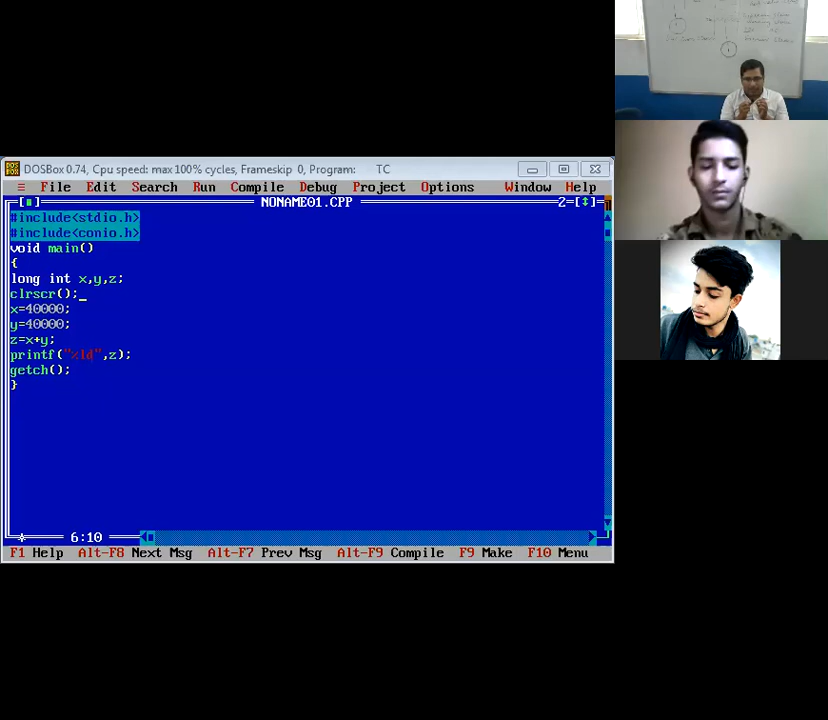 DOSBox 0.74, Cpu speed: max 100% cycles, Frameskip 0, Program: TC
≡ File Edit Search Run Compile Debug Project Options Window Help
[■] NONAME01.CPP 2=[↕]
#include<stdio.h>
#include<conio.h>
void main()
{
long int x,y,z;
clrscr();_
x=40000;
y=40000;
z=x+y;
printf("%ld",z);
getch();
}
* 6:10
F1 Help Alt-F8 Next Msg Alt-F7 Prev Msg Alt-F9 Compile F9 Make F10 Menu